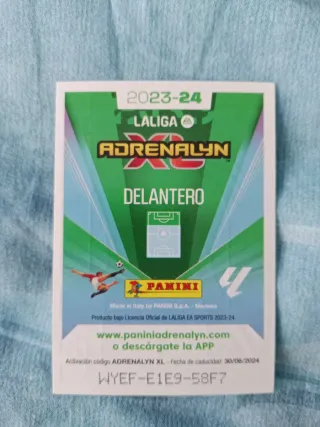 2023-24
LALIGA
ADRENALYN
XL
DELANTERO
PANINI
Made in Italy by PANINI S.p.A. - Modena
Producto bajo Licencia Oficial de LALIGA EA SPORTS 2023-24
www.paniniadrenalyn.com
o descárgate la APP
Activación código ADRENALYN XL - Fecha de caducidad: 30/06/2024
WYEF-E1E9-58F7